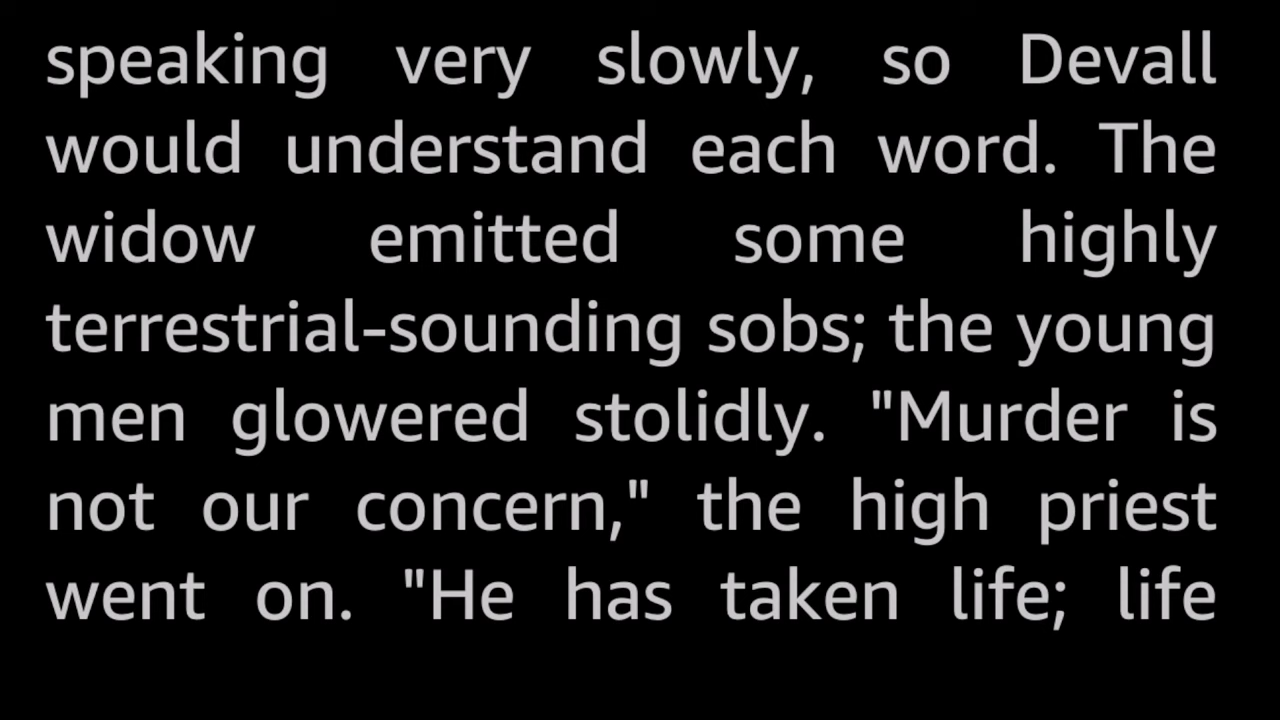 speaking very slowly, so Devall
would understand each word. The
widow emitted some highly
terrestrial-sounding sobs; the young
men glowered stolidly. "Murder is
not our concern," the high priest
went on. "He has taken life; life